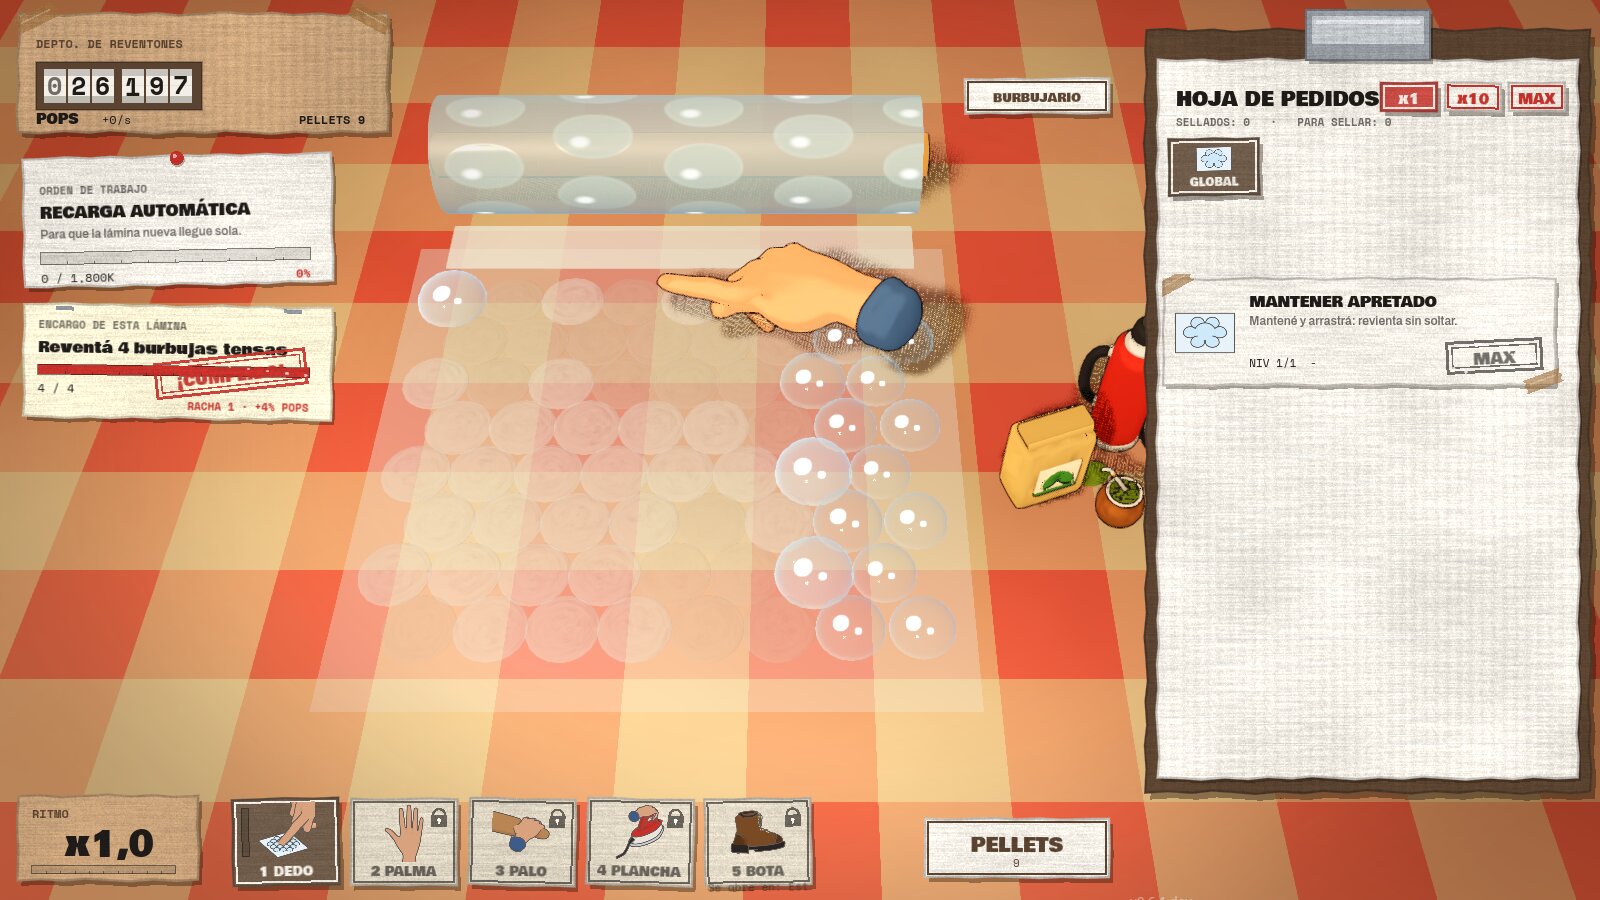 DEPTO. DE REVENTONES
026197
POPS +0/s PELLETS 9
ORDEN DE TRABAJO
RECARGA AUTOMÁTICA
Para que la lámina nueva llegue sola.
0 / 1.800K 0%
ENCARGO DE ESTA LÁMINA
Reventá 4 burbujas tensas
4 / 4
RACHA 1 · +4% POPS
BURBUJARIO
HOJA DE PEDIDOS x1 x10 MAX
SELLADOS: 0 · PARA SELLAR: 0
GLOBAL
MANTENER APRETADO
Mantené y arrastrá: revienta sin soltar.
NIV 1/1 -
MAX
RITMO
x1,0
1 DEDO
2 PALMA
3 PALO
4 PLANCHA
5 BOTA
Se abre en: Est
PELLETS
9